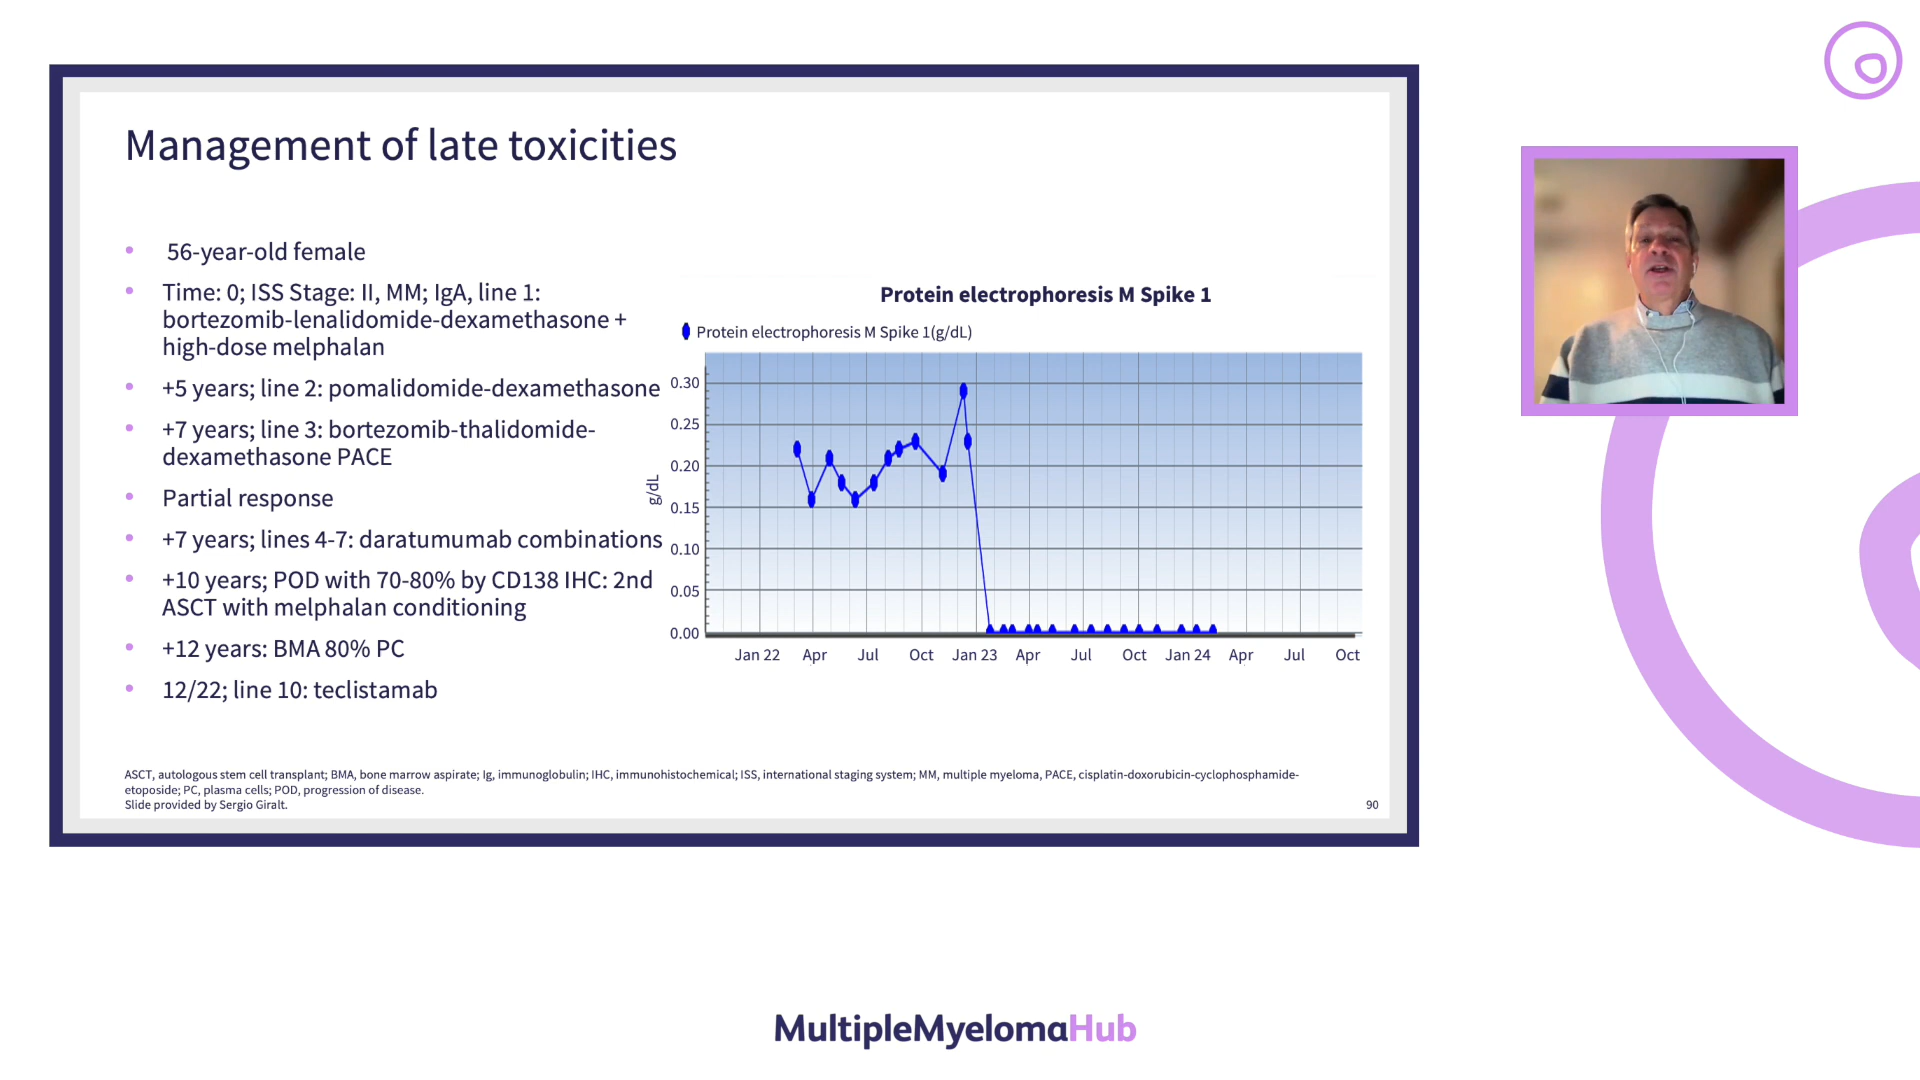 Management of late toxicities
• 56-year-old female
• Time: 0; ISS Stage: II, MM; IgA, line 1:
bortezomib-lenalidomide-dexamethasone +
high-dose melphalan
• +5 years; line 2: pomalidomide-dexamethasone
• +7 years; line 3: bortezomib-thalidomide-
dexamethasone PACE
• Partial response
• +7 years; lines 4-7: daratumumab combinations
• +10 years; POD with 70-80% by CD138 IHC: 2nd
ASCT with melphalan conditioning
• +12 years: BMA 80% PC
• 12/22; line 10: teclistamab
Protein electrophoresis M Spike 1
Protein electrophoresis M Spike 1(g/dL)
g/dL
0.30
0.25
0.20
0.15
0.10
0.05
0.00
Jan 22 Apr Jul Oct Jan 23 Apr Jul Oct Jan 24 Apr Jul Oct
ASCT, autologous stem cell transplant; BMA, bone marrow aspirate; Ig, immunoglobulin; IHC, immunohistochemical; ISS, international staging system; MM, multiple myeloma, PACE, cisplatin-doxorubicin-cyclophosphamide-
etoposide; PC, plasma cells; POD, progression of disease.
Slide provided by Sergio Giralt.
90
MultipleMyelomaHub